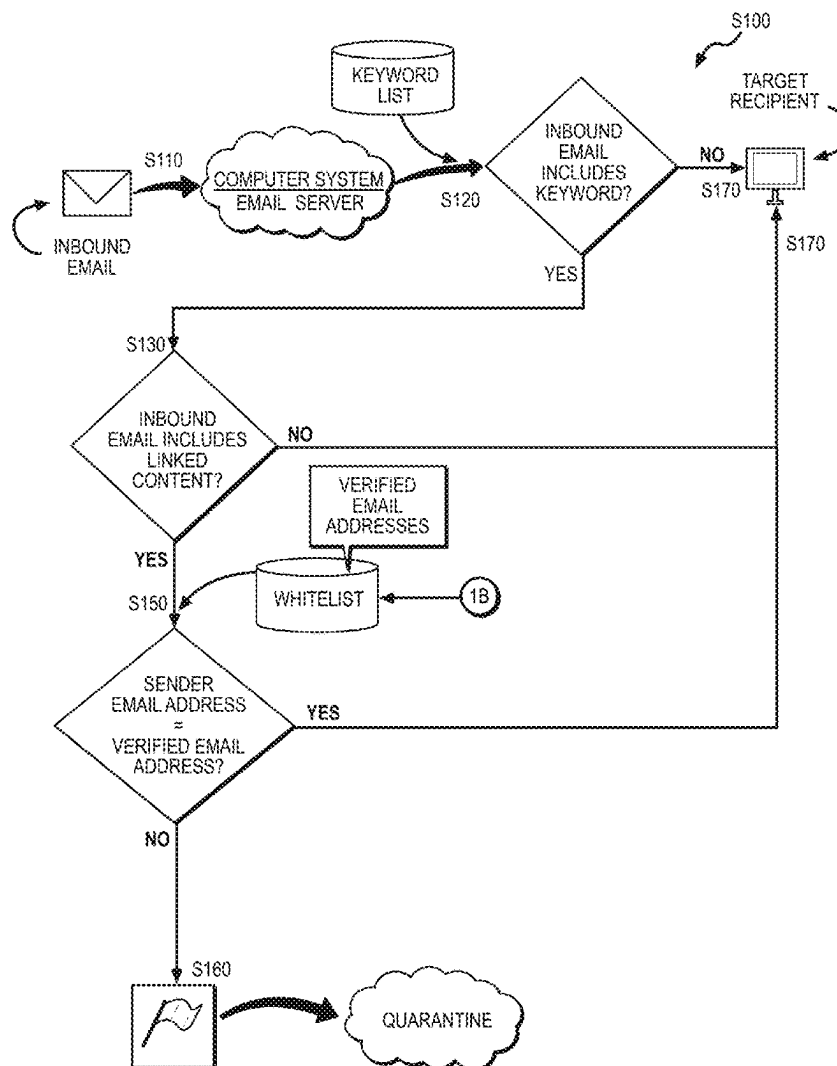 S100
KEYWORD
LIST
TARGET
RECIPIENT
INBOUND
EMAIL
INCLUDES
KEYWORD?
NO
S170
S110
COMPUTER SYSTEM
EMAIL SERVER
S120
INBOUND
EMAIL
YES
S170
S130
INBOUND
EMAIL INCLUDES
LINKED
CONTENT?
NO
VERIFIED
EMAIL
ADDRESSES
YES
S150
WHITELIST
1B
SENDER
EMAIL ADDRESS
=
VERIFIED EMAIL
ADDRESS?
YES
NO
S160
QUARANTINE